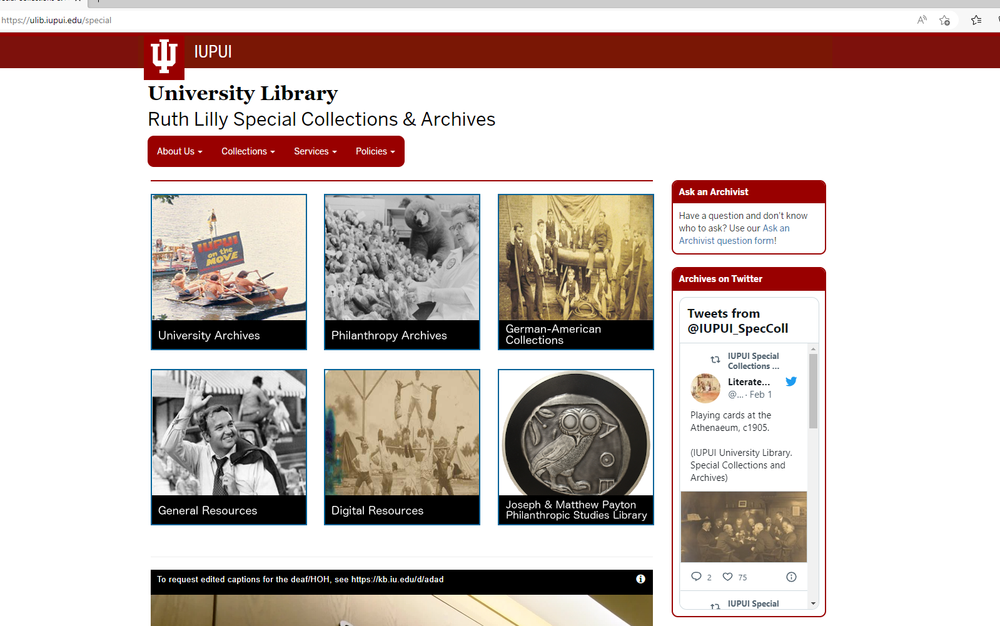 https://ulib.iupui.edu/special
IUPUI
University Library
Ruth Lilly Special Collections & Archives
About Us
Collections
Services
Policies
IUPUI
on the
MOVE
University Archives
Philanthropy Archives
German-American
Collections
General Resources
Digital Resources
Joseph & Matthew Payton
Philanthropic Studies Library
To request edited captions for the deaf/HOH, see https://kb.iu.edu/d/adad
Ask an Archivist
Have a question and don't know
who to ask? Use our Ask an
Archivist question form!
Archives on Twitter
Tweets from
@IUPUI_SpecColl
IUPUI Special
Collections ...
Literate...
@... · Feb 1
Playing cards at the
Athenaeum, c1905.
(IUPUI University Library.
Special Collections and
Archives)
2
75
IUPUI Special